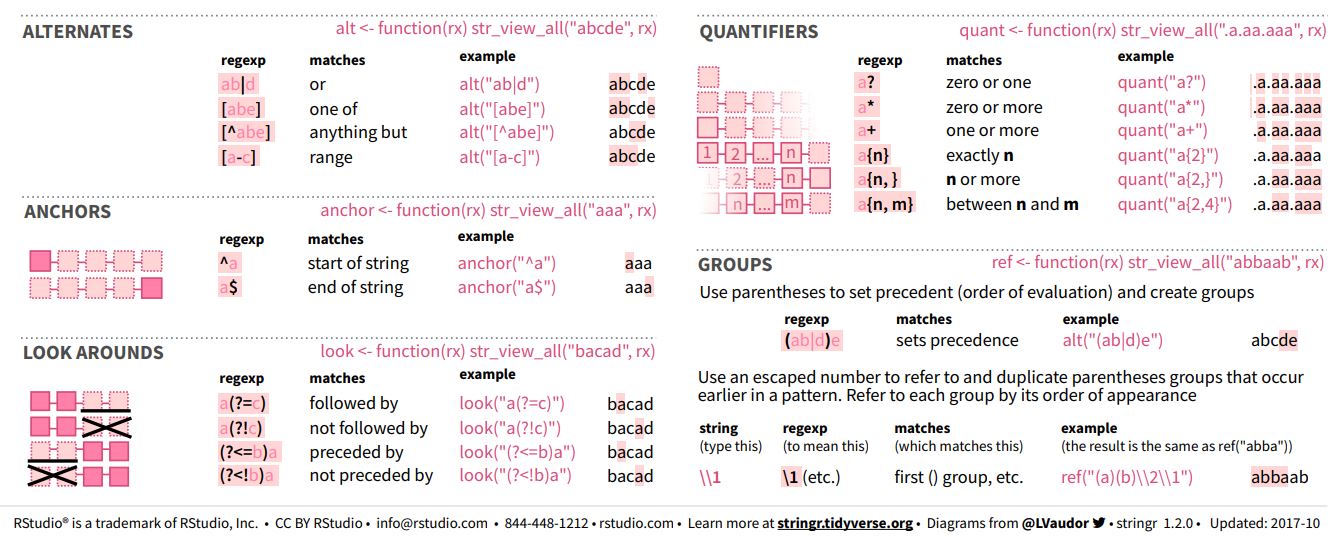 ALTERNATES alt <- function(rx) str_view_all("abcde", rx)
regexp matches example
ab|d or alt("ab|d") abcde
[abe] one of alt("[abe]") abcde
[^abe] anything but alt("[^abe]") abcde
[a-c] range alt("[a-c]") abcde
ANCHORS anchor <- function(rx) str_view_all("aaa", rx)
regexp matches example
^a start of string anchor("^a") aaa
a$ end of string anchor("a$") aaa
LOOK AROUNDS look <- function(rx) str_view_all("bacad", rx)
regexp matches example
a(?=c) followed by look("a(?=c)") bacad
a(?!c) not followed by look("a(?!c)") bacad
(?<=b)a preceded by look("(?<=b)a") bacad
(?<!b)a not preceded by look("(?<!b)a") bacad
QUANTIFIERS quant <- function(rx) str_view_all(".a.aa.aaa", rx)
regexp matches example
a? zero or one quant("a?") .a.aa.aaa
a* zero or more quant("a*") .a.aa.aaa
a+ one or more quant("a+") .a.aa.aaa
1 2 ... n a{n} exactly n quant("a{2}") .a.aa.aaa
1 2 ... n a{n, } n or more quant("a{2,}") .a.aa.aaa
n ... m a{n, m} between n and m quant("a{2,4}") .a.aa.aaa
GROUPS ref <- function(rx) str_view_all("abbaab", rx)
Use parentheses to set precedent (order of evaluation) and create groups
regexp matches example
(ab|d)e sets precedence alt("(ab|d)e") abcde
Use an escaped number to refer to and duplicate parentheses groups that occur
earlier in a pattern. Refer to each group by its order of appearance
string regexp matches example
(type this) (to mean this) (which matches this) (the result is the same as ref("abba"))
\\1 \1 (etc.) first () group, etc. ref("(a)(b)\\2\\1") abbaab
RStudio® is a trademark of RStudio, Inc. • CC BY RStudio • info@rstudio.com • 844-448-1212 • rstudio.com • Learn more at stringr.tidyverse.org • Diagrams from @LVaudor • stringr 1.2.0 • Updated: 2017-10